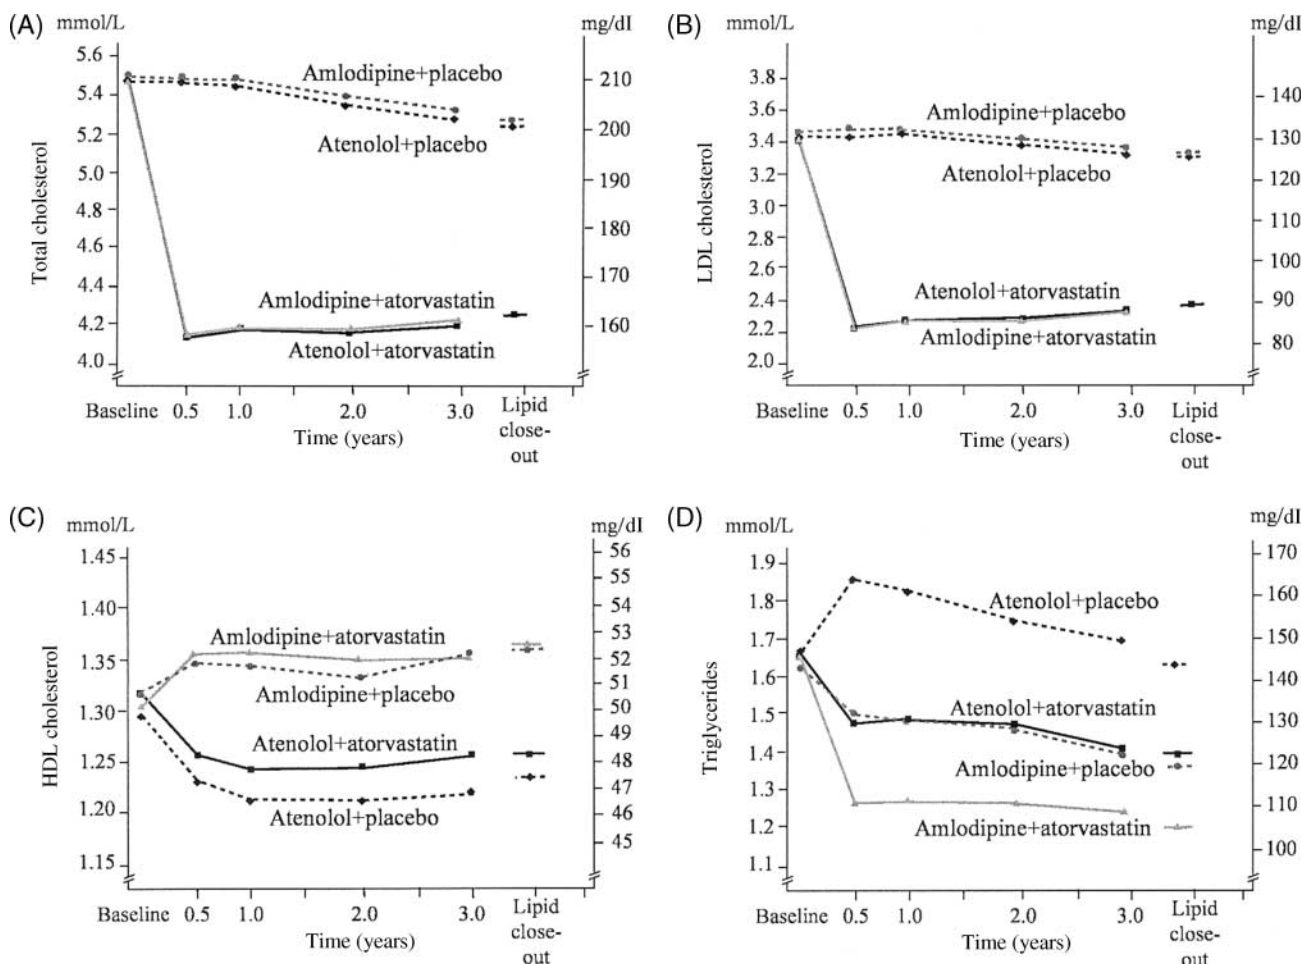 (A)
mmol/L
mg/dI
5.6
5.4
5.2
5.0
4.8
4.6
4.4
4.2
4.0
Total cholesterol
210
200
190
180
210
170
160
Amlodipine+placebo
Atenolol+placebo
Amlodipine+atorvastatin
Atenolol+atorvastatin
Baseline 0.5 1.0 2.0 3.0 Lipid
close-
out
Time (years)
(B)
mmol/L
mg/dI
3.8
3.6
3.4
3.2
3.0
2.8
2.6
2.4
2.2
2.0
LDL cholesterol
140
130
120
110
100
90
80
Amlodipine+placebo
Atenolol+placebo
Atenolol+atorvastatin
Amlodipine+atorvastatin
Baseline 0.5 1.0 2.0 3.0 Lipid
close-
out
Time (years)
(C)
mmol/L
mg/dI
1.45
1.40
1.35
1.30
1.25
1.20
1.15
HDL cholesterol
56
55
53
52
53
52
51
50
49
48
47
46
45
Amlodipine+atorvastatin
Amlodipine+placebo
Atenolol+atorvastatin
Atenolol+placebo
Baseline 0.5 1.0 2.0 3.0 Lipid
close-
out
Time (years)
(D)
mmol/L
mg/dI
1.9
1.8
1.7
1.6
1.5
1.4
1.3
1.2
1.1
Triglycerides
170
160
150
140
130
120
110
100
Atenolol+placebo
Atenolol+atorvastatin
Amlodipine+placebo
Amlodipine+atorvastatin
Baseline 0.5 1.0 2.0 3.0 Lipid
close-
out
Time (years)